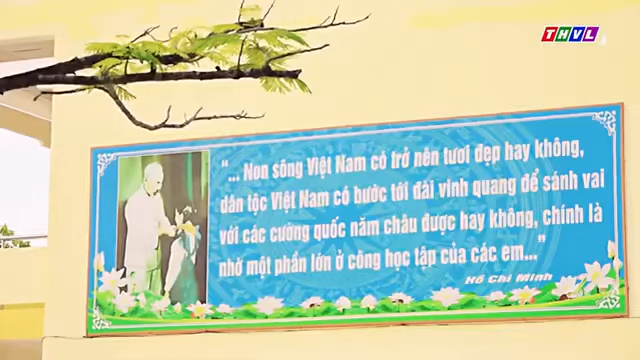 THVL
“... Non sông Việt Nam có trở nên tươi đẹp hay không,
dân tộc Việt Nam có bước tới đài vinh quang để sánh vai
với các cường quốc năm châu được hay không, chính là
nhờ một phần lớn ở công học tập của các em...”
Hồ Chí Minh